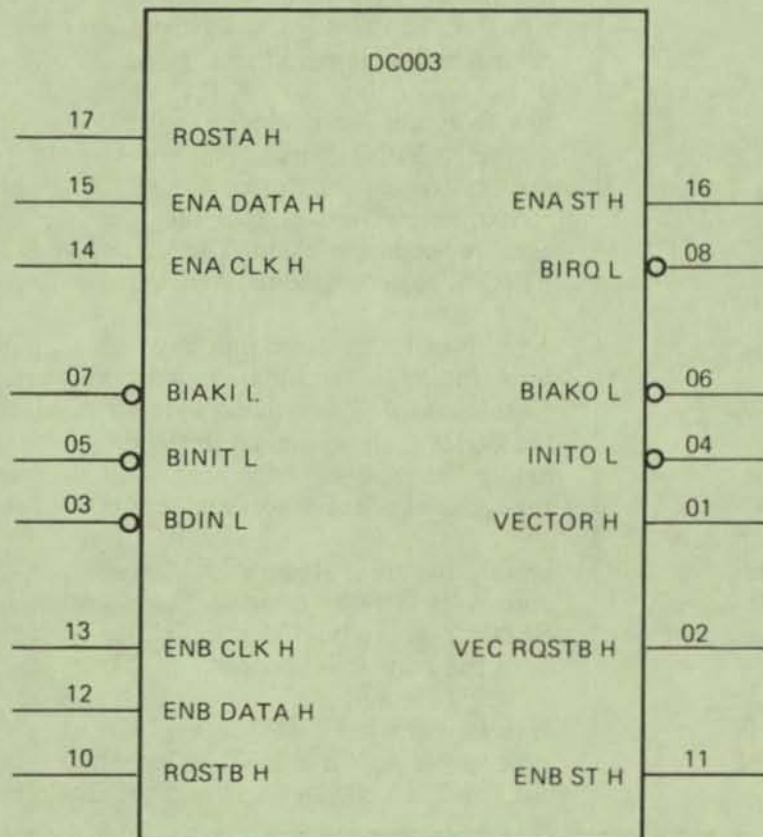 DC003
17 RQSTA H
15 ENA DATA H ENA ST H 16
14 ENA CLK H BIRQ L 08
07 BIAKI L BIAKO L 06
05 BINIT L INITO L 04
03 BDIN L VECTOR H 01
13 ENB CLK H VEC RQSTB H 02
12 ENB DATA H
10 RQSTB H ENB ST H 11